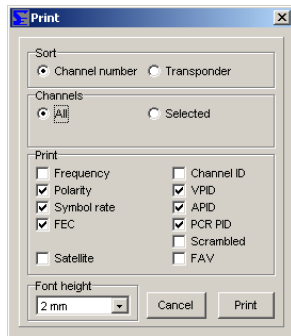 Print
Sort
Channel number Transponder
Channels
All Selected
Print
Frequency Channel ID
Polarity VPID
Symbol rate APID
FEC PCR PID
Scrambled
Satellite FAV
Font height
2 mm Cancel Print